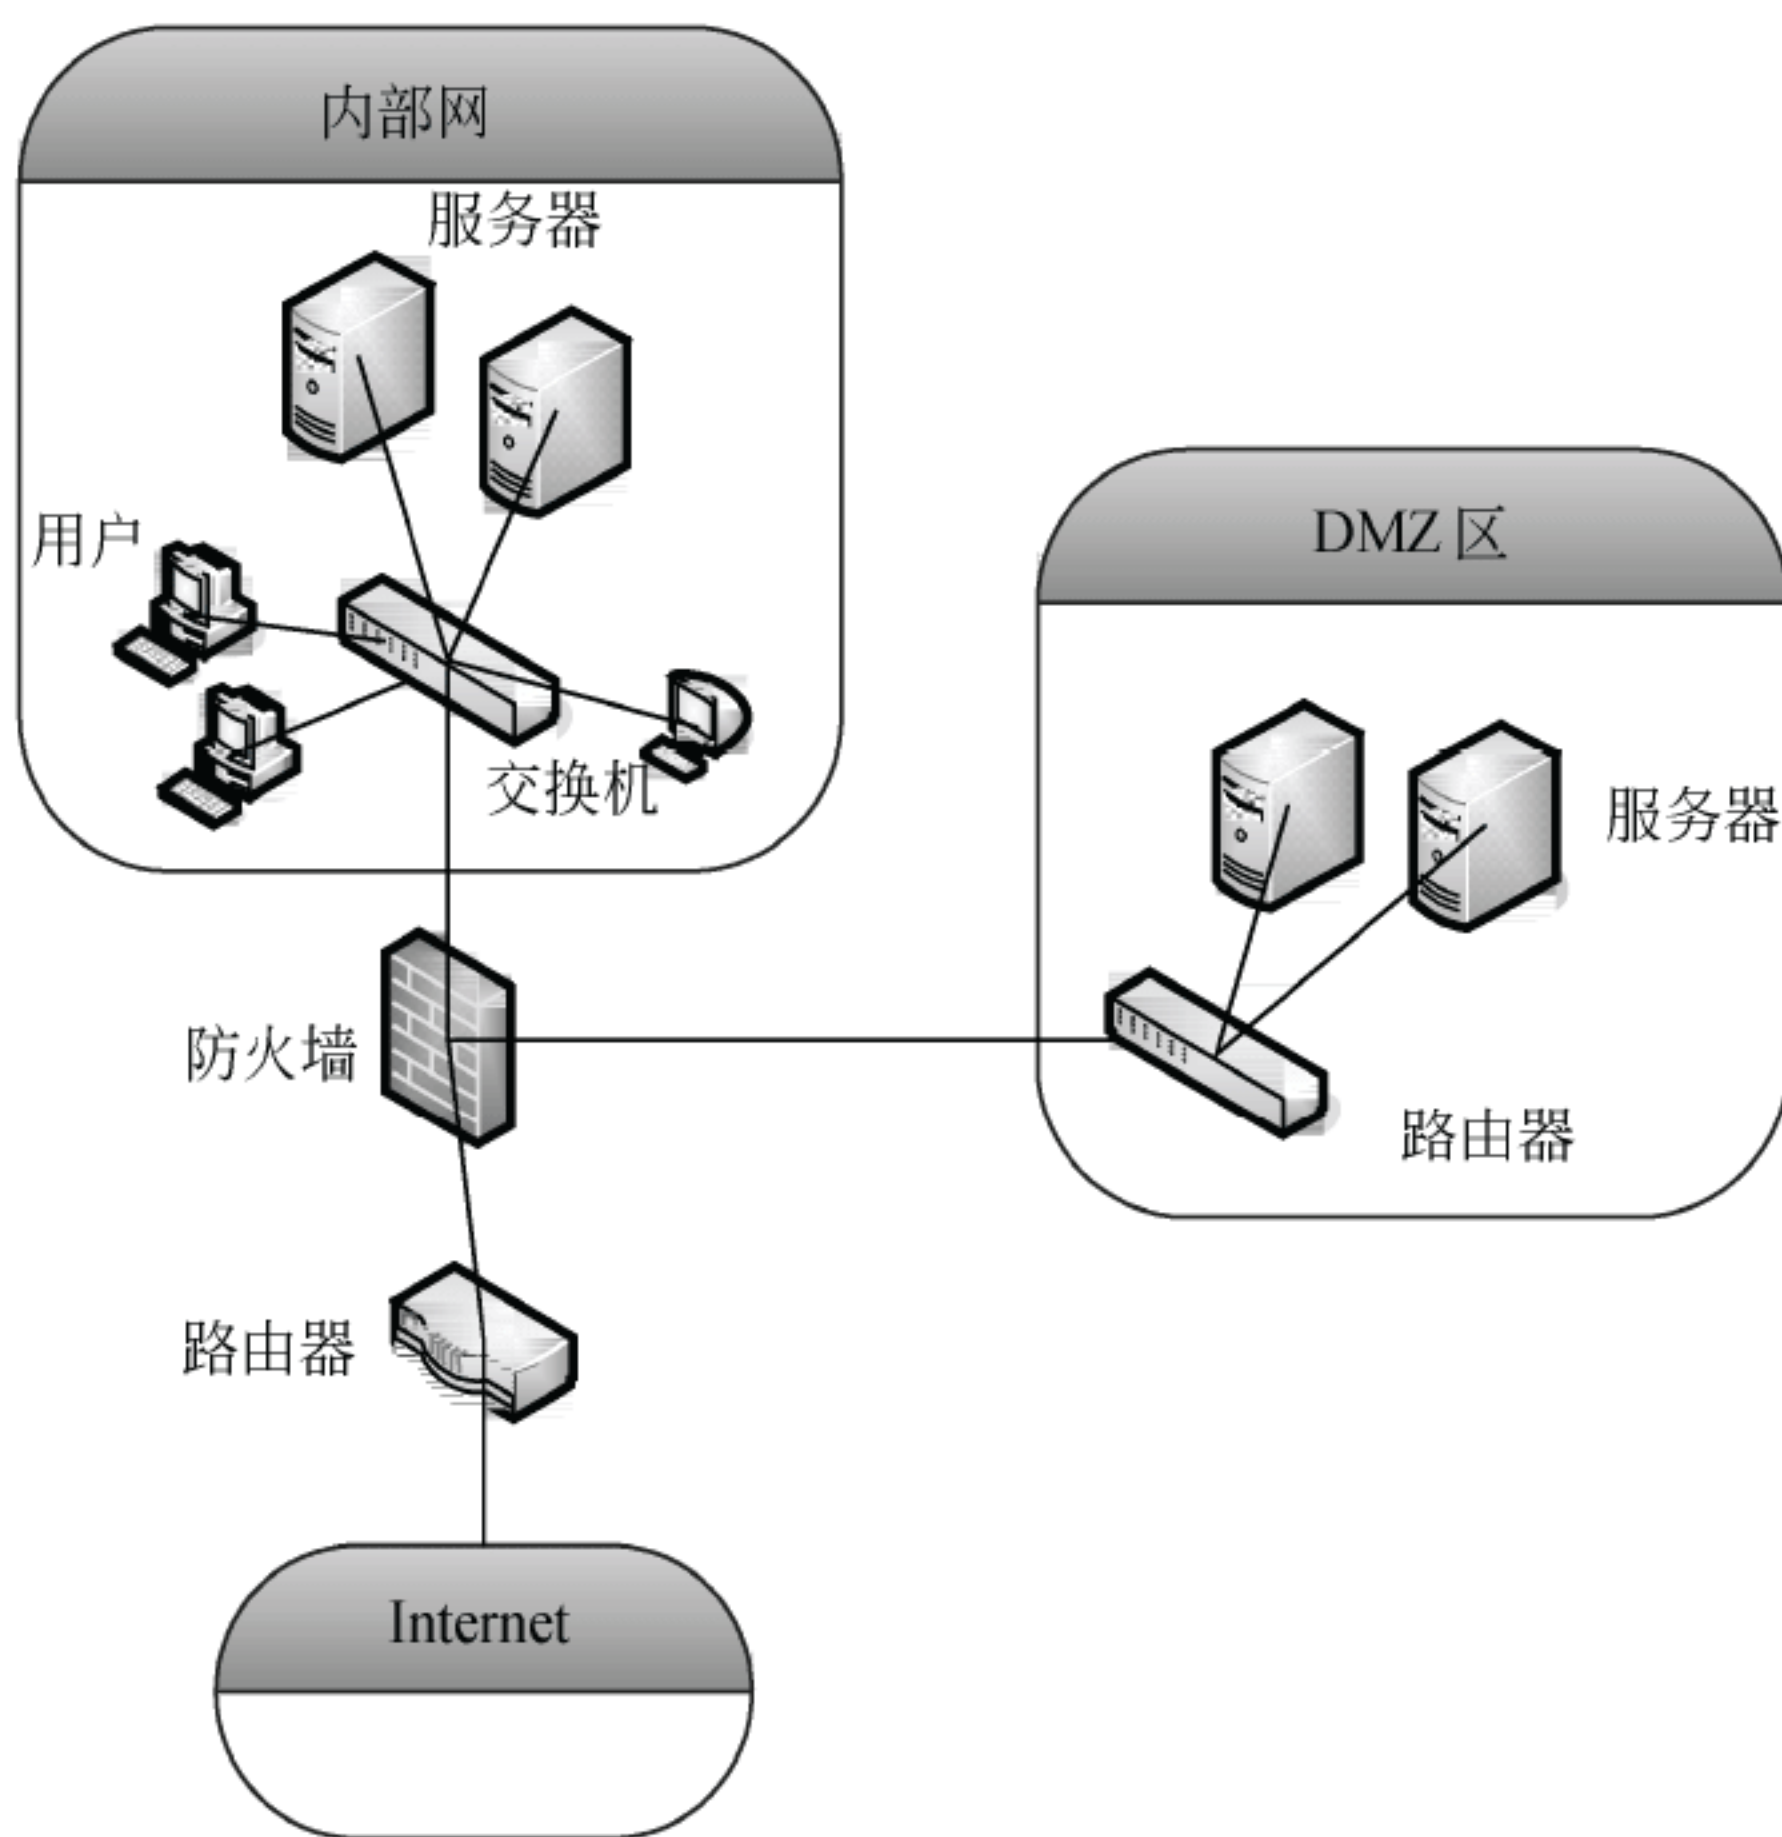 内部网
服务器
用户
交换机
DMZ 区
服务器
路由器
防火墙
路由器
Internet